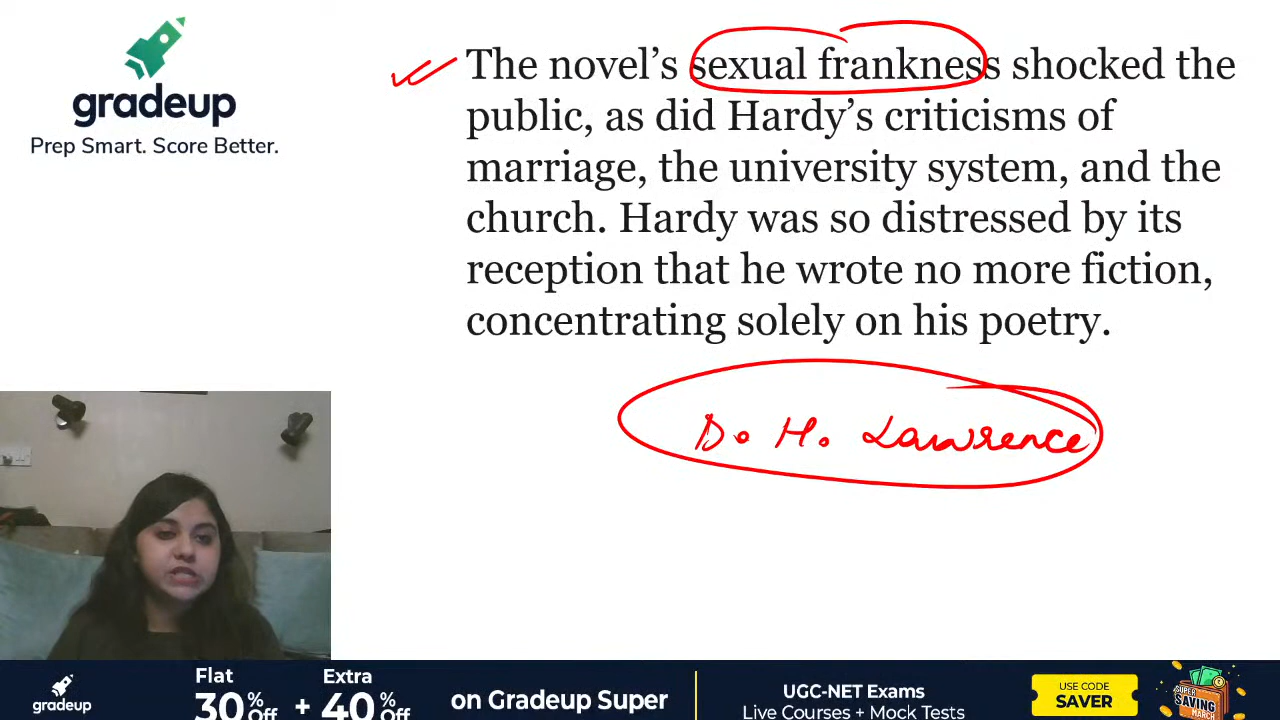 gradeup
Prep Smart. Score Better.
The novel’s sexual frankness shocked the
public, as did Hardy’s criticisms of
marriage, the university system, and the
church. Hardy was so distressed by its
reception that he wrote no more fiction,
concentrating solely on his poetry.
D. H. Lawrence
gradeup
Flat
30% Off
+
Extra
40% Off
on Gradeup Super
UGC-NET Exams
Live Courses + Mock Tests
USE CODE
SAVER
SUPER
SAVING
MARCH